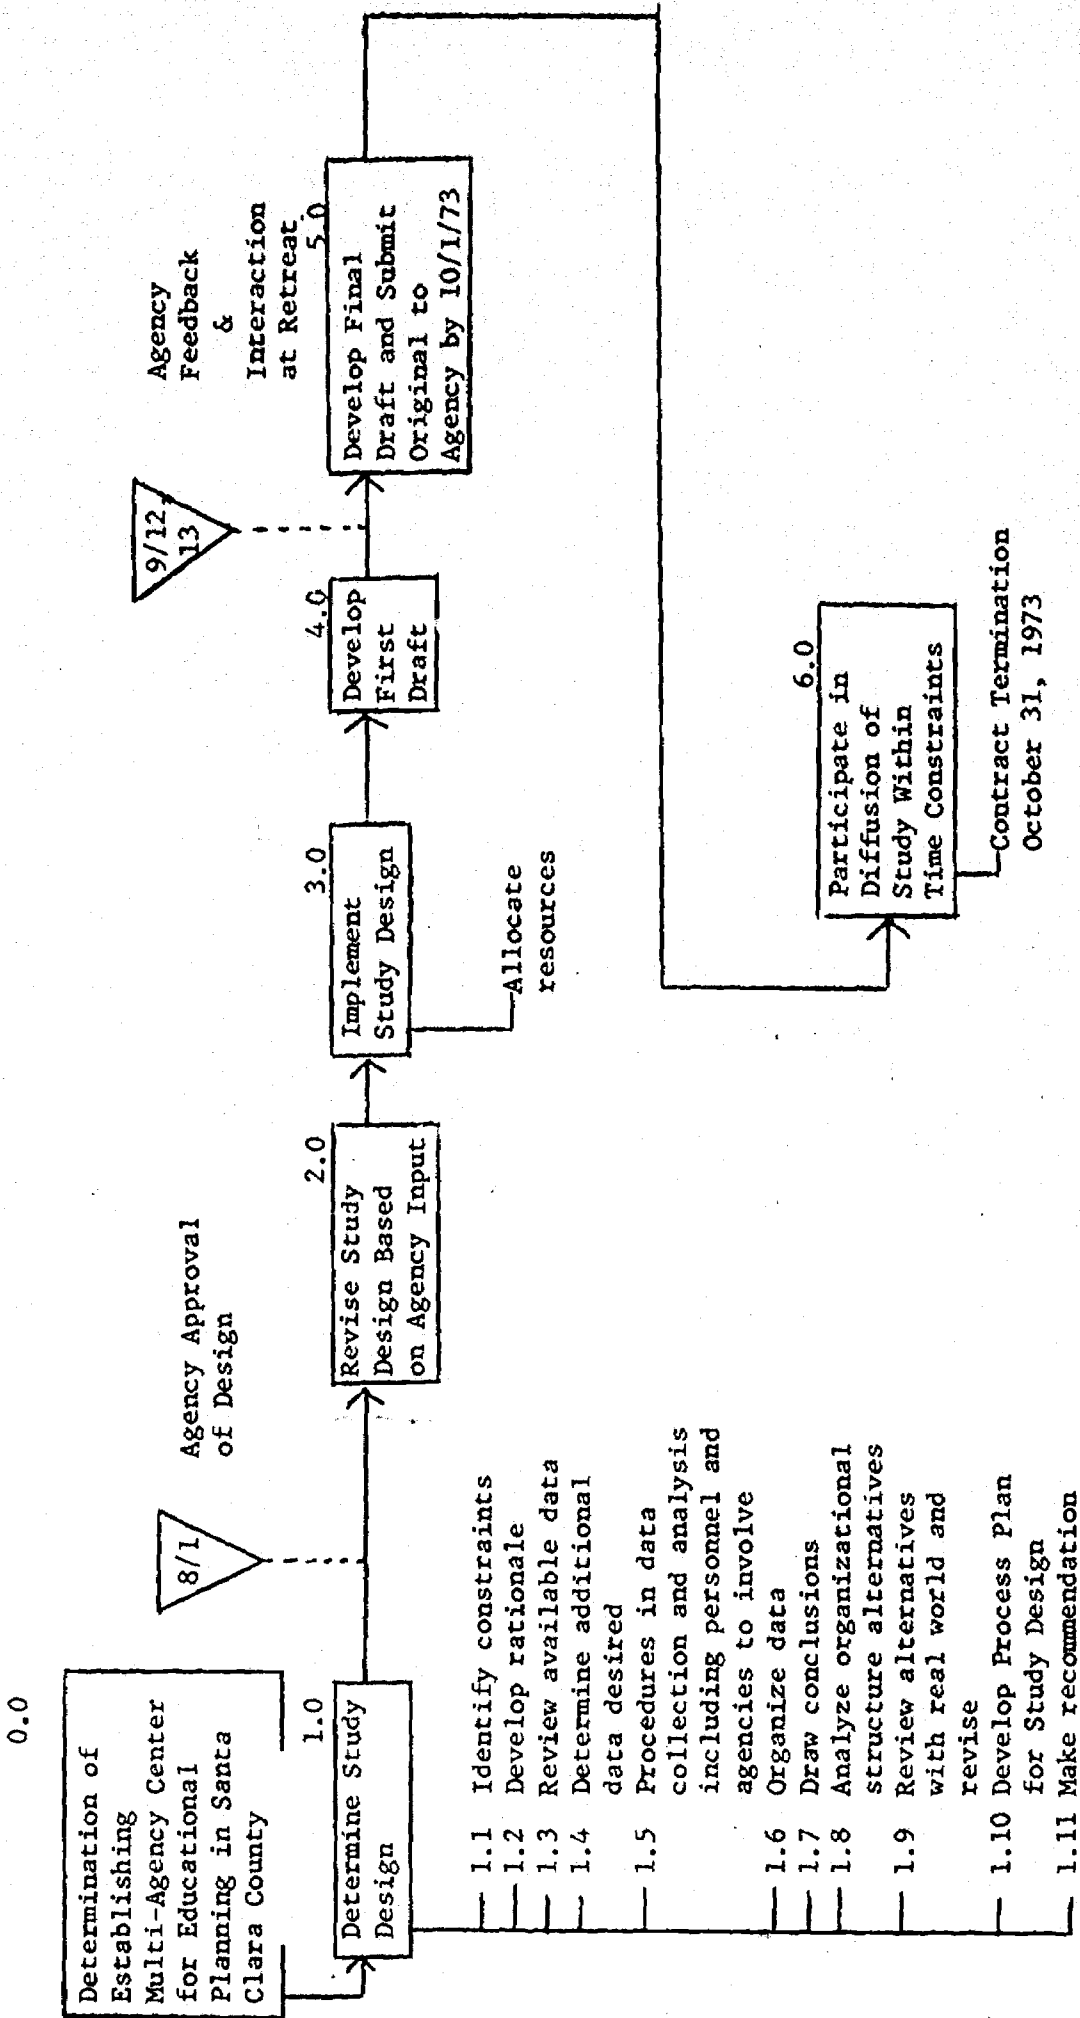 0.0
Determination of
Establishing
Multi-Agency Center
for Educational
Planning in Santa
Clara County
1.0
Determine Study
Design
1.1 Identify constraints
1.2 Develop rationale
1.3 Review available data
1.4 Determine additional
data desired
1.5 Procedures in data
collection and analysis
including personnel and
agencies to involve
1.6 Organize data
1.7 Draw conclusions
1.8 Analyze organizational
structure alternatives
1.9 Review alternatives
with real world and
revise
1.10 Develop Process Plan
for Study Design
1.11 Make recommendation
8/1
Agency Approval
of Design
2.0
Revise Study
Design Based
on Agency Input
3.0
Implement
Study Design
Allocate
resources
4.0
Develop
First
Draft
9/12,
13
Agency
Feedback
&
Interaction
at Retreat
5.0
Develop Final
Draft and Submit
Original to
Agency by 10/1/73
6.0
Participate in
Diffusion of
Study Within
Time Constraints
Contract Termination
October 31, 1973